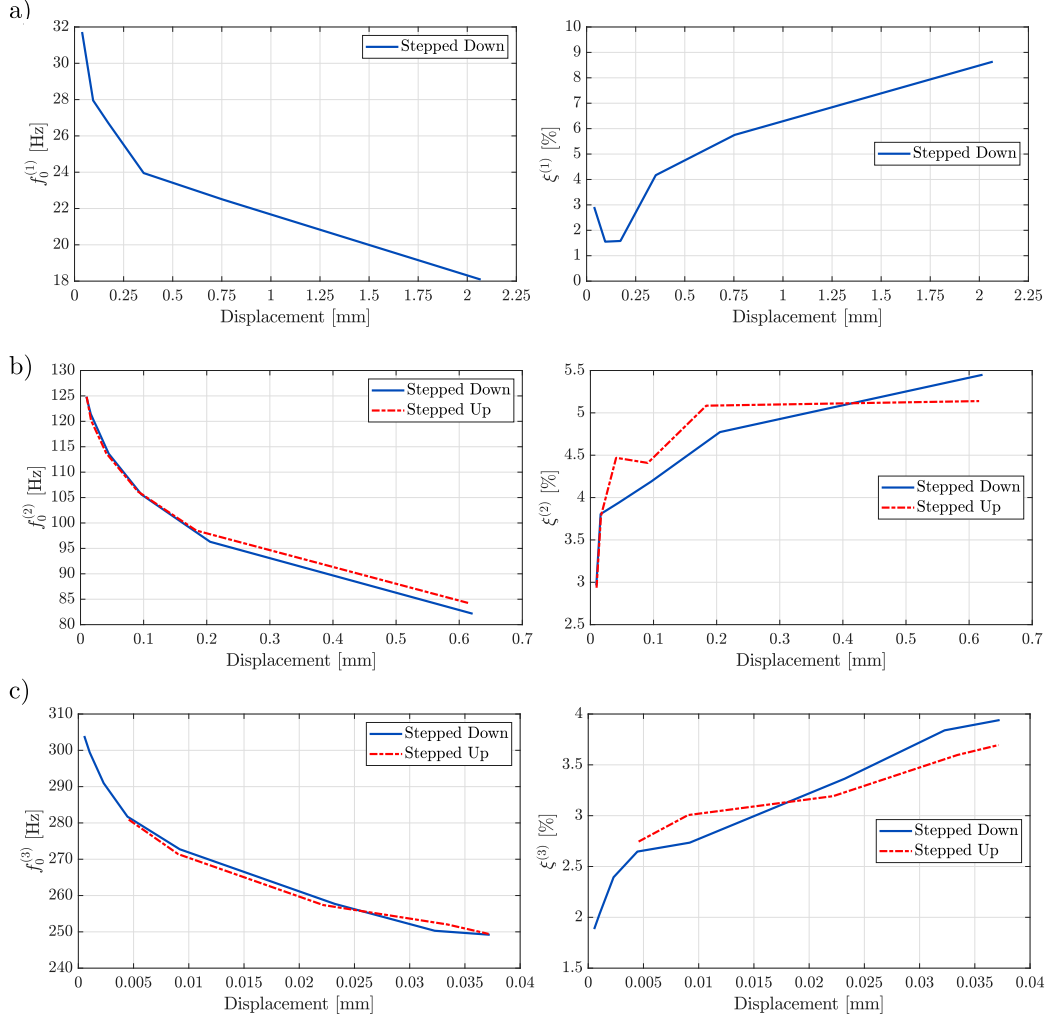 a)
32
30
28
26
24
22
20
18
f₀⁽¹⁾ [Hz]
Stepped Down
0 0.25 0.5 0.75 1 1.25 1.5 1.75 2 2.25
Displacement [mm]
10
9
8
7
6
5
4
3
2
1
0
ξ⁽¹⁾ [%]
Stepped Down
0 0.25 0.5 0.75 1 1.25 1.5 1.75 2 2.25
Displacement [mm]
b)
130
125
120
115
110
105
100
95
90
85
80
f₀⁽²⁾ [Hz]
Stepped Down
Stepped Up
0 0.1 0.2 0.3 0.4 0.5 0.6 0.7
Displacement [mm]
5.5
5
4.5
4
3.5
3
2.5
ξ⁽²⁾ [%]
Stepped Down
Stepped Up
0 0.1 0.2 0.3 0.4 0.5 0.6 0.7
Displacement [mm]
c)
310
300
290
280
270
260
250
240
f₀⁽³⁾ [Hz]
Stepped Down
Stepped Up
0 0.005 0.01 0.015 0.02 0.025 0.03 0.035 0.04
Displacement [mm]
4
3.5
3
2.5
2
1.5
ξ⁽³⁾ [%]
Stepped Down
Stepped Up
0 0.005 0.01 0.015 0.02 0.025 0.03 0.035 0.04
Displacement [mm]